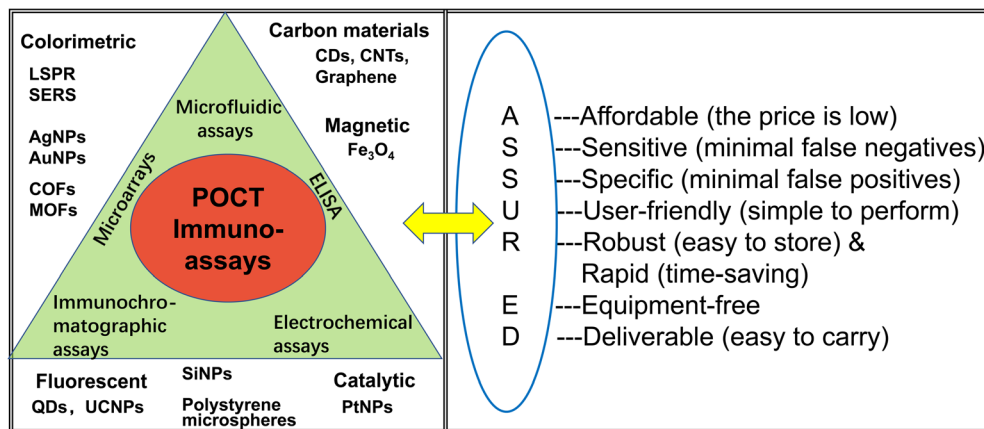 Colorimetric
LSPR
SERS
AgNPs
AuNPs
COFs
MOFs
Carbon materials
CDs, CNTs,
Graphene
Magnetic
Fe₃O₄
Microfluidic
assays
Microarrays
ELISA
POCT
Immuno-
assays
Immunochro-
matographic
assays
Electrochemical
assays
Fluorescent
QDs, UCNPs
SiNPs
Polystyrene
microspheres
Catalytic
PtNPs
A ---Affordable (the price is low)
S ---Sensitive (minimal false negatives)
S ---Specific (minimal false positives)
U ---User-friendly (simple to perform)
R ---Robust (easy to store) &
Rapid (time-saving)
E ---Equipment-free
D ---Deliverable (easy to carry)